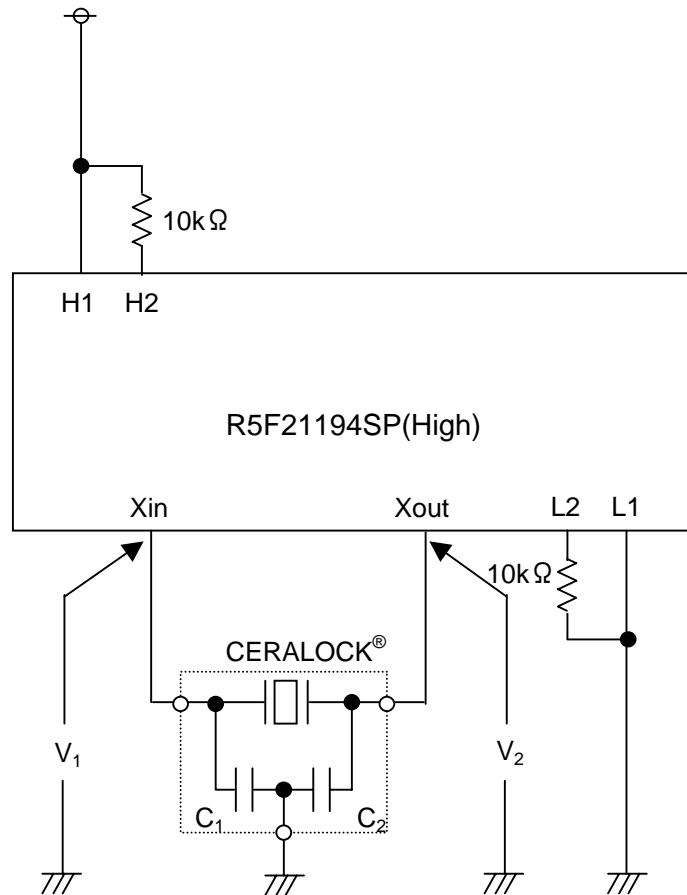 10kΩ
H1 H2
R5F21194SP(High)
Xin Xout L2 L1
10kΩ
CERALOCK®
V1 V2
C1 C2